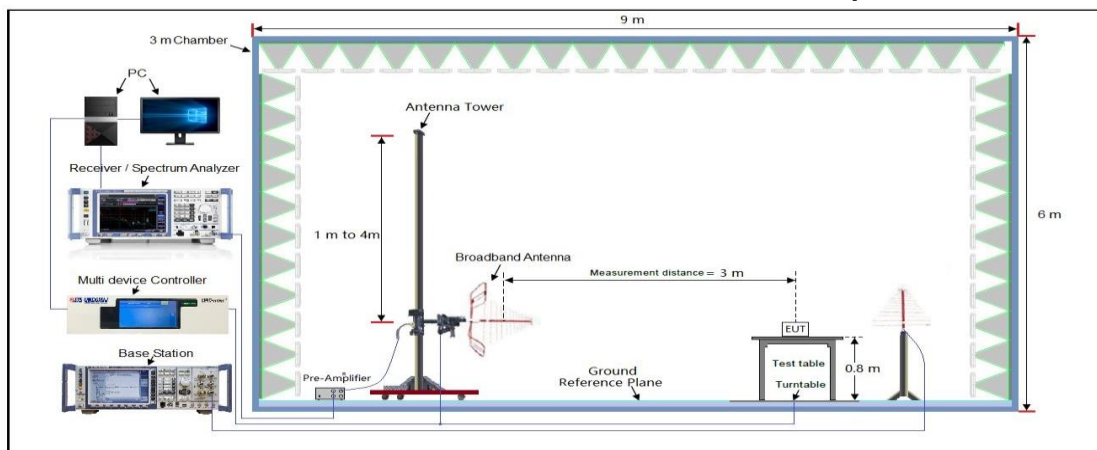 9 m
3 m Chamber
PC
Antenna Tower
Receiver / Spectrum Analyzer
6 m
1 m to 4m
Broadband Antenna
Measurement distance = 3 m
Multi device Controller
EUT
Base Station
Test table
0.8 m
Ground
Reference Plane
Turntable
Pre-Amplifier